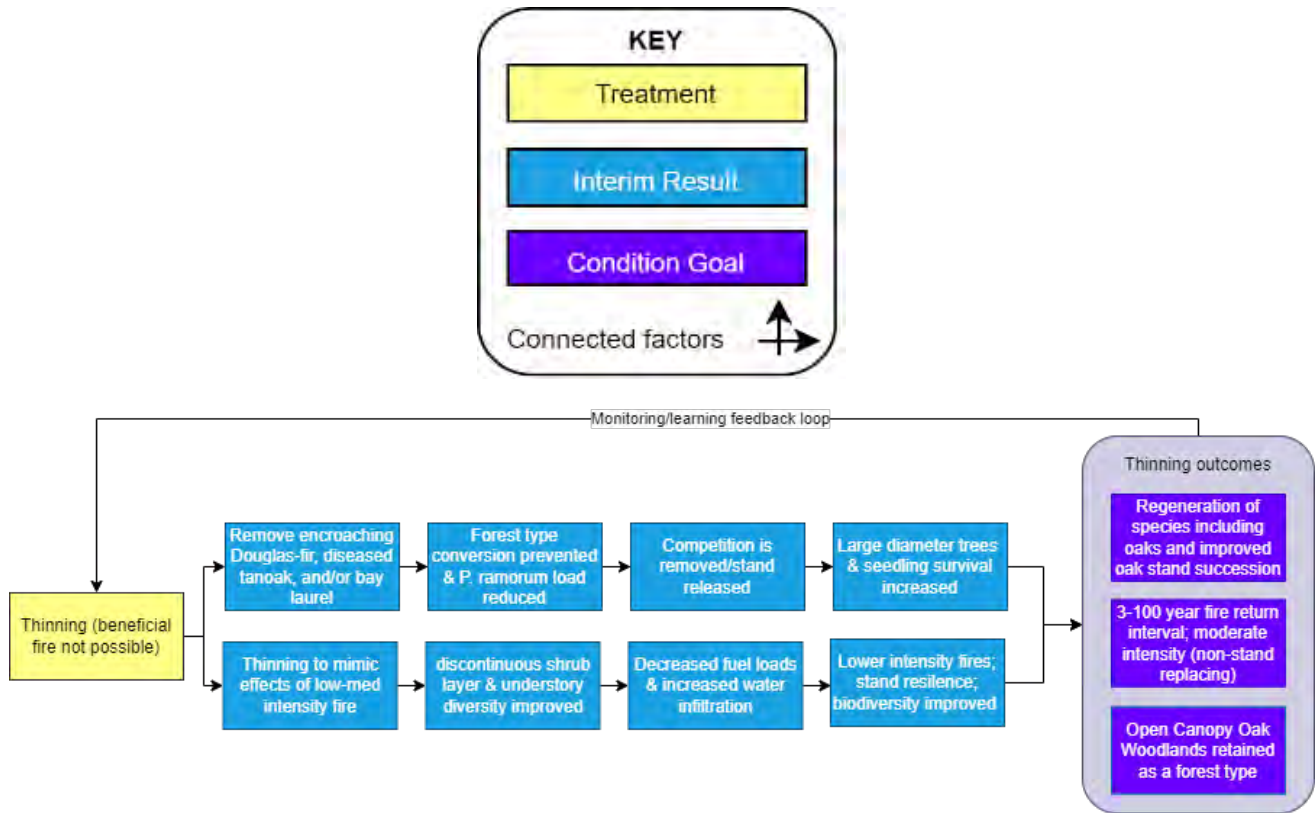 KEY
Treatment
Interim Result
Condition Goal
Connected factors
Monitoring/learning feedback loop
Thinning (beneficial
fire not possible)
Remove encroaching
Douglas-fir, diseased
tanoak, and/or bay
laurel
Forest type
conversion prevented
& P. ramorum load
reduced
Competition is
removed/stand
released
Large diameter trees
& seedling survival
increased
Thinning to mimic
effects of low-med
intensity fire
discontinuous shrub
layer & understory
diversity improved
Decreased fuel loads
& increased water
infiltration
Lower intensity fires;
stand resilence;
biodiversity improved
Thinning outcomes
Regeneration of
species including
oaks and improved
oak stand succession
3-100 year fire return
interval; moderate
intensity (non-stand
replacing)
Open Canopy Oak
Woodlands retained
as a forest type